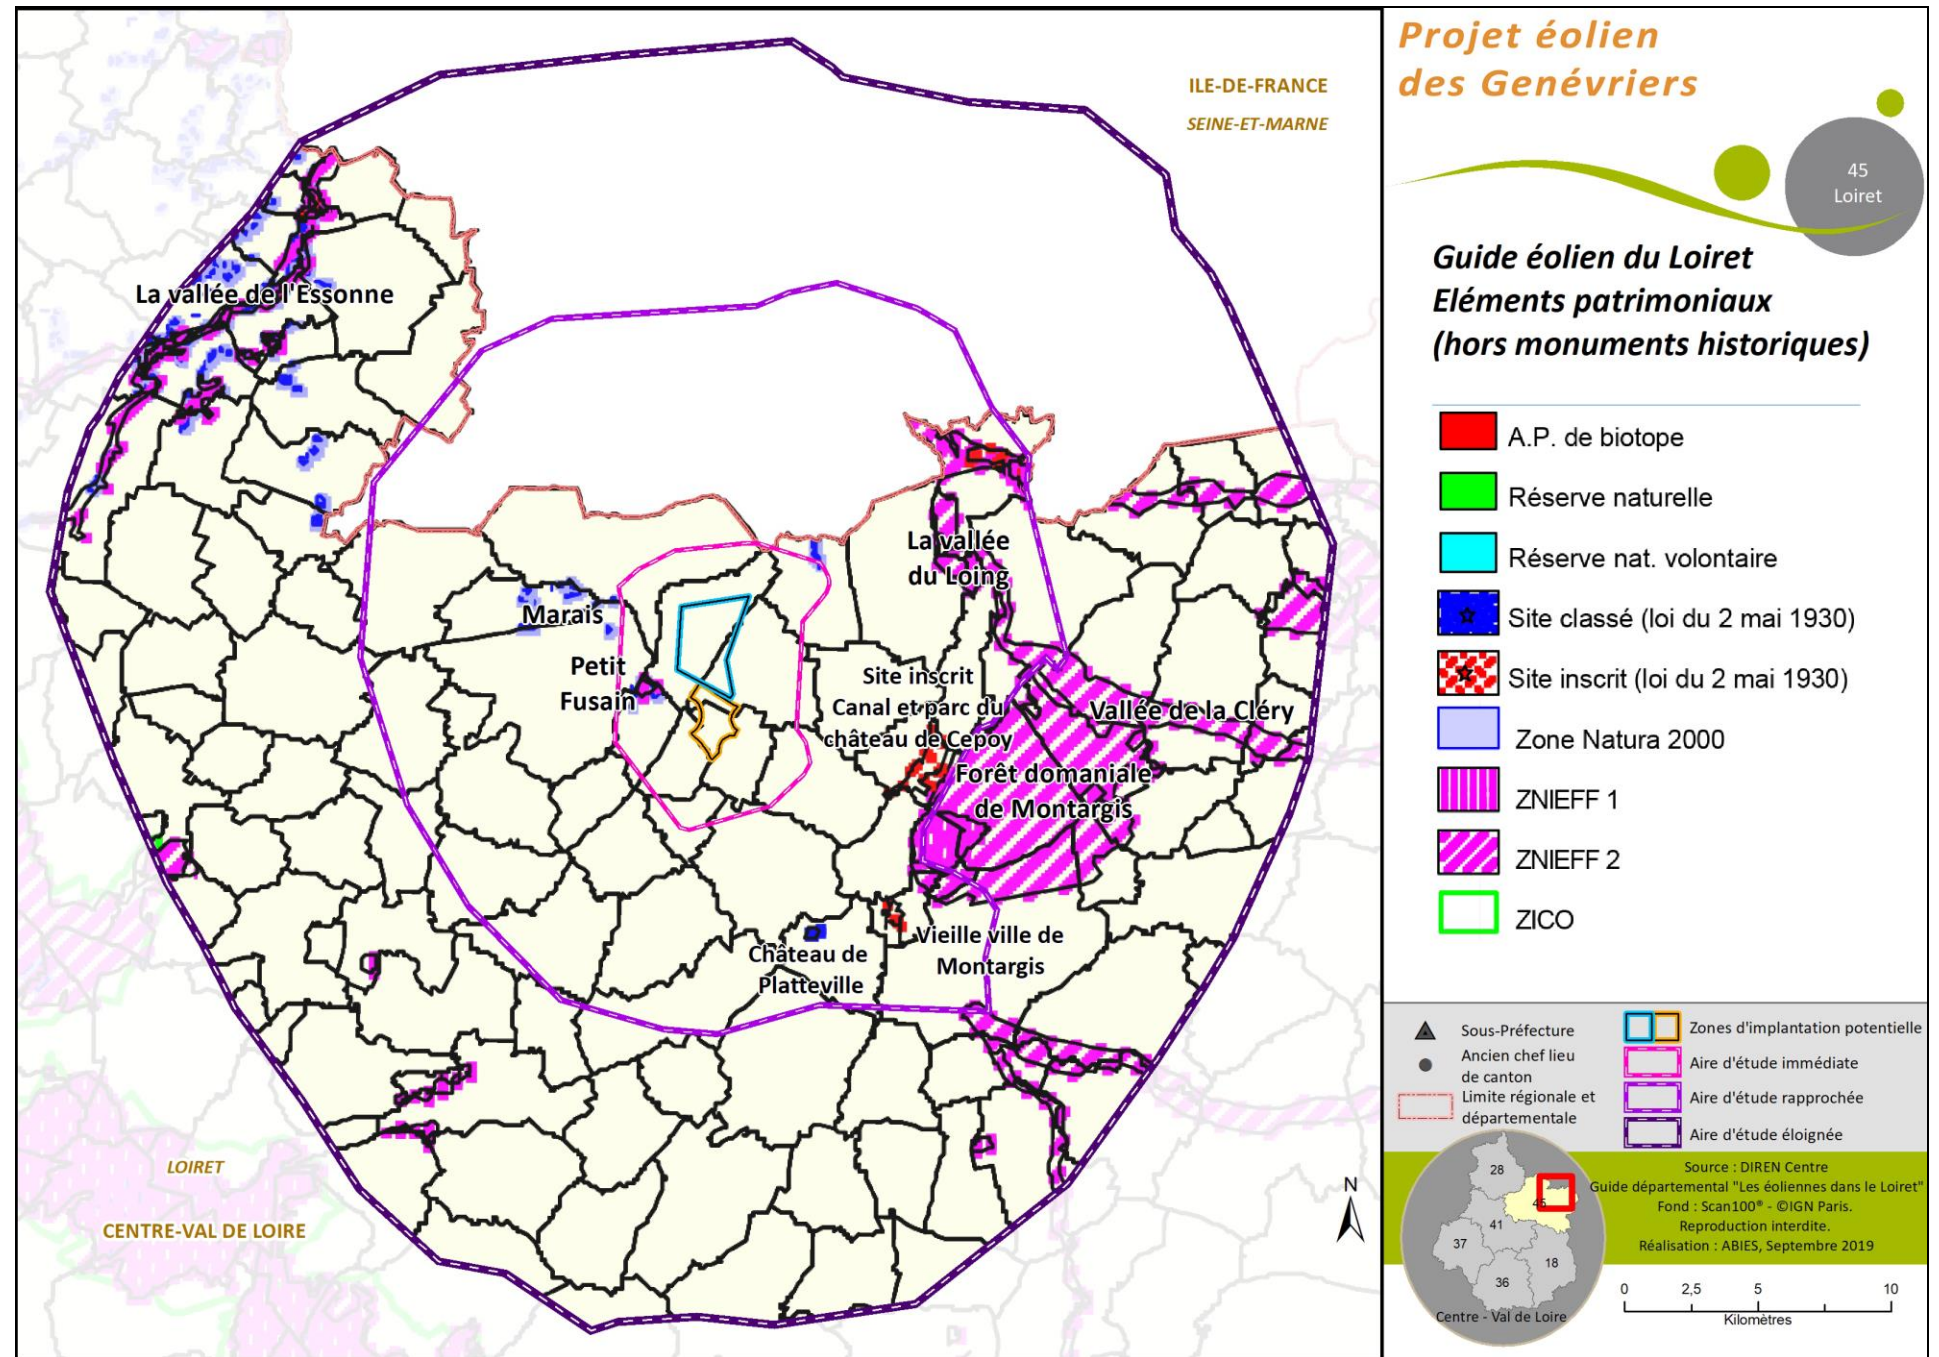 ILE-DE-FRANCE
SEINE-ET-MARNE
La vallée de l'Essonne
La vallée
du Loing
Marais
Petit
Fusain
Site inscrit
Canal et parc du
château de Cepoy
Vallée de la Cléry
Forêt domaniale
de Montargis
Château de
Platteville
Vieille ville de
Montargis
LOIRET
CENTRE-VAL DE LOIRE
N
Projet éolien
des Genévriers
45
Loiret
Guide éolien du Loiret
Eléments patrimoniaux
(hors monuments historiques)
A.P. de biotope
Réserve naturelle
Réserve nat. volontaire
Site classé (loi du 2 mai 1930)
Site inscrit (loi du 2 mai 1930)
Zone Natura 2000
ZNIEFF 1
ZNIEFF 2
ZICO
Sous-Préfecture
Ancien chef lieu
de canton
Limite régionale et
départementale
Zones d'implantation potentielle
Aire d'étude immédiate
Aire d'étude rapprochée
Aire d'étude éloignée
28
45
41
37
18
36
Centre - Val de Loire
Source : DIREN Centre
Guide départemental "Les éoliennes dans le Loiret"
Fond : Scan100® - ©IGN Paris.
Reproduction interdite.
Réalisation : ABIES, Septembre 2019
0 2,5 5 10
Kilomètres